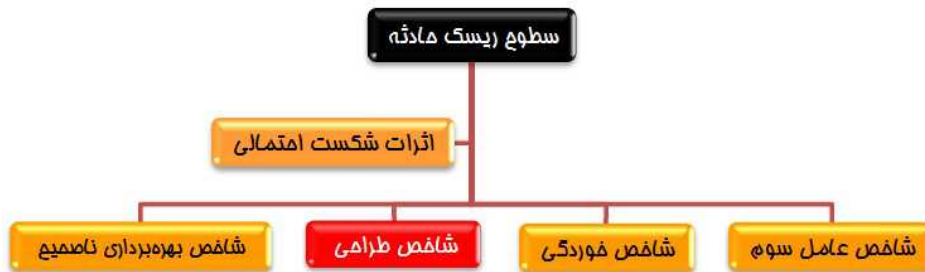 سطوح ریسک حادثه
اثرات شکست احتمالی
شاخص عامل سوم
شاخص خوردگی
شاخص طراحی
شاخص بهره‌برداری ناصحیح